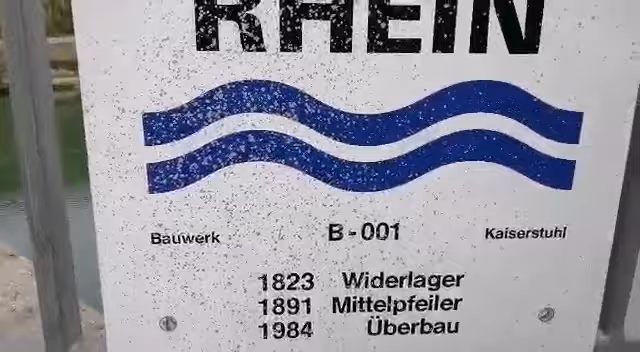 RHEIN
Bauwerk B-001 Kaiserstuhl
1823 Widerlager
1891 Mittelpfeiler
1984 Überbau